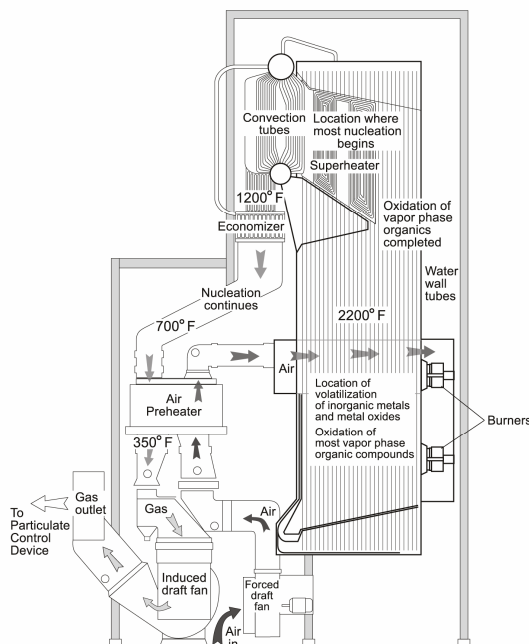 Convection
tubes
Location where
most nucleation
begins
Superheater
1200° F
Economizer
Oxidation of
vapor phase
organics
completed
Water
wall
tubes
Nucleation
continues
2200° F
700° F
Air
Air
Preheater
Location of
volatilization
of inorganic metals
and metal oxides
Oxidation of
most vapor phase
organic compounds
Burners
350° F
Gas
outlet
To
Particulate
Control
Device
Gas
Air
Induced
draft fan
Forced
draft
fan
Air
in